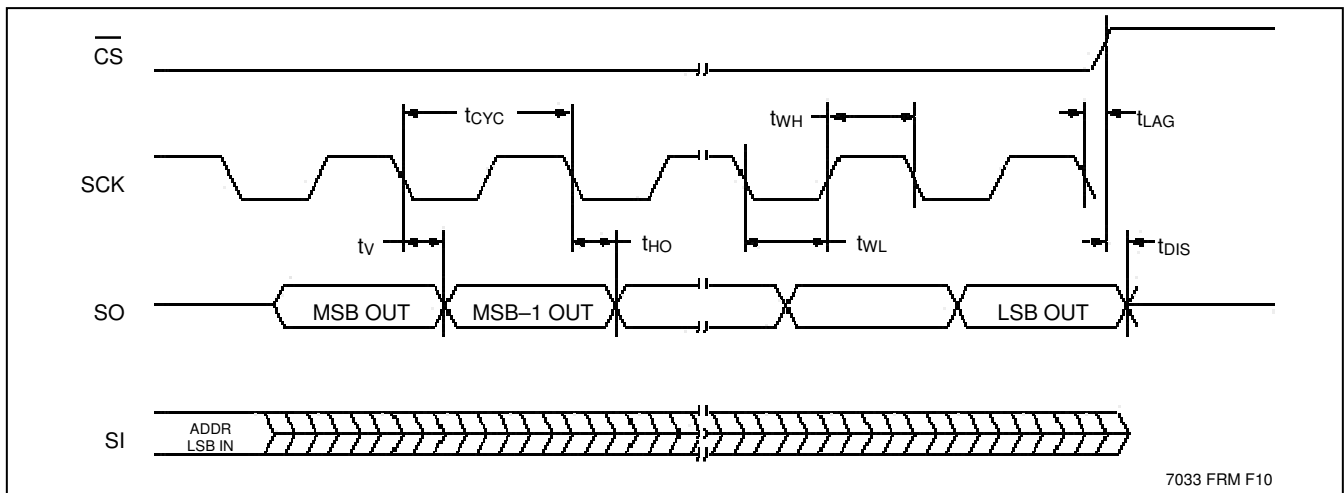 CS
tCYC
tWH
tLAG
SCK
tV
tHO
tWL
tDIS
SO
MSB OUT
MSB–1 OUT
LSB OUT
SI
ADDR
LSB IN
7033 FRM F10